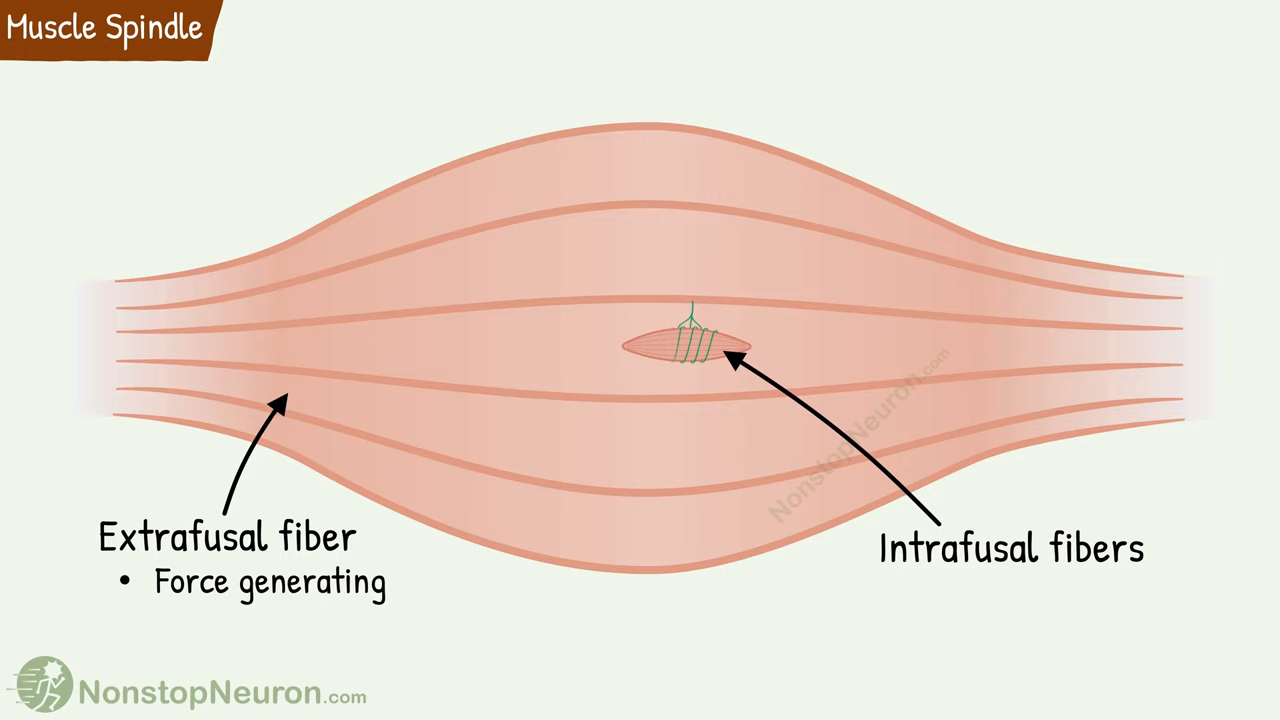 Muscle Spindle
NonstopNeuron.com
Extrafusal fiber
• Force generating
Intrafusal fibers
NonstopNeuron.com